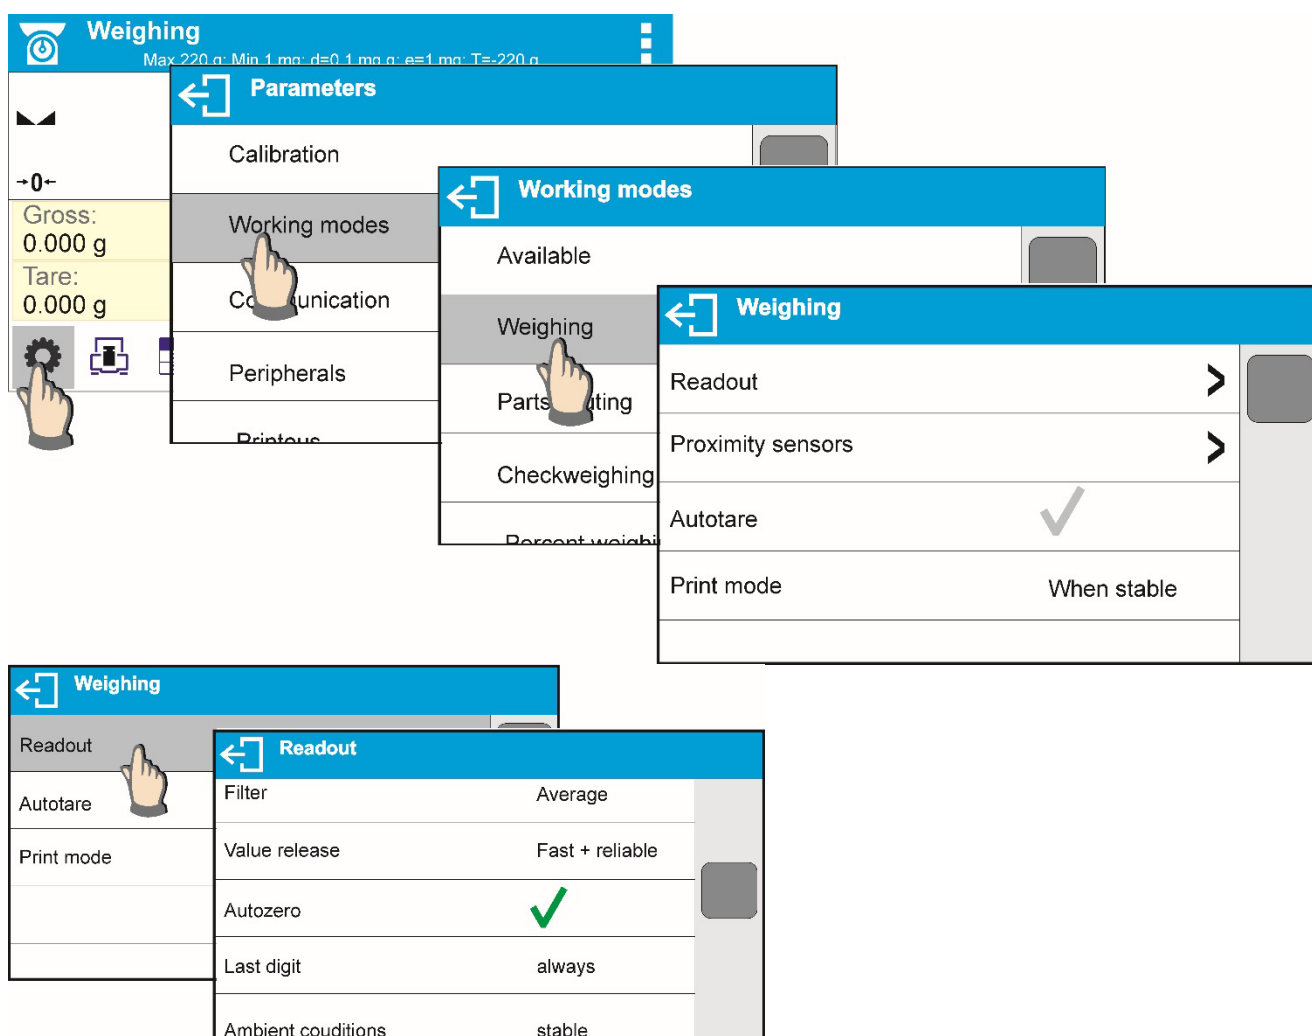 Weighing
Max 220 g: Min 1 mg: d=0.1 mg g: e=1 mg: T=-220 g
→0←
Gross:
0.000 g
Tare:
0.000 g
Parameters
Calibration
Working modes
Communication
Peripherals
Working modes
Available
Weighing
Checkweighing
Weighing
Readout
Proximity sensors
Autotare
Print mode When stable
Weighing
Readout
Autotare
Print mode
Readout
Filter Average
Value release Fast + reliable
Autozero
Last digit always
Ambient couditions stable